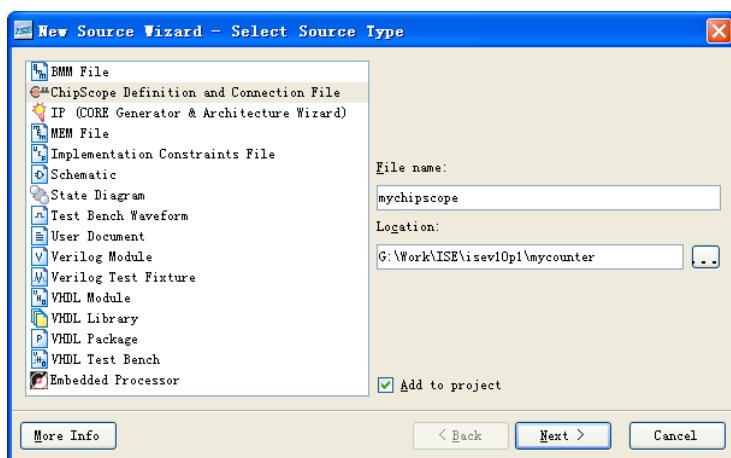 ISE New Source Wizard - Select Source Type
BMM File
ChipScope Definition and Connection File
IP (CORE Generator & Architecture Wizard)
MEM File
Implementation Constraints File
Schematic
State Diagram
Test Bench Waveform
User Document
Verilog Module
Verilog Test Fixture
VHDL Module
VHDL Library
VHDL Package
VHDL Test Bench
Embedded Processor
File name:
mychipscope
Location:
G:\Work\ISE\isev10p1\mycounter
...
Add to project
More Info
< Back
Next >
Cancel